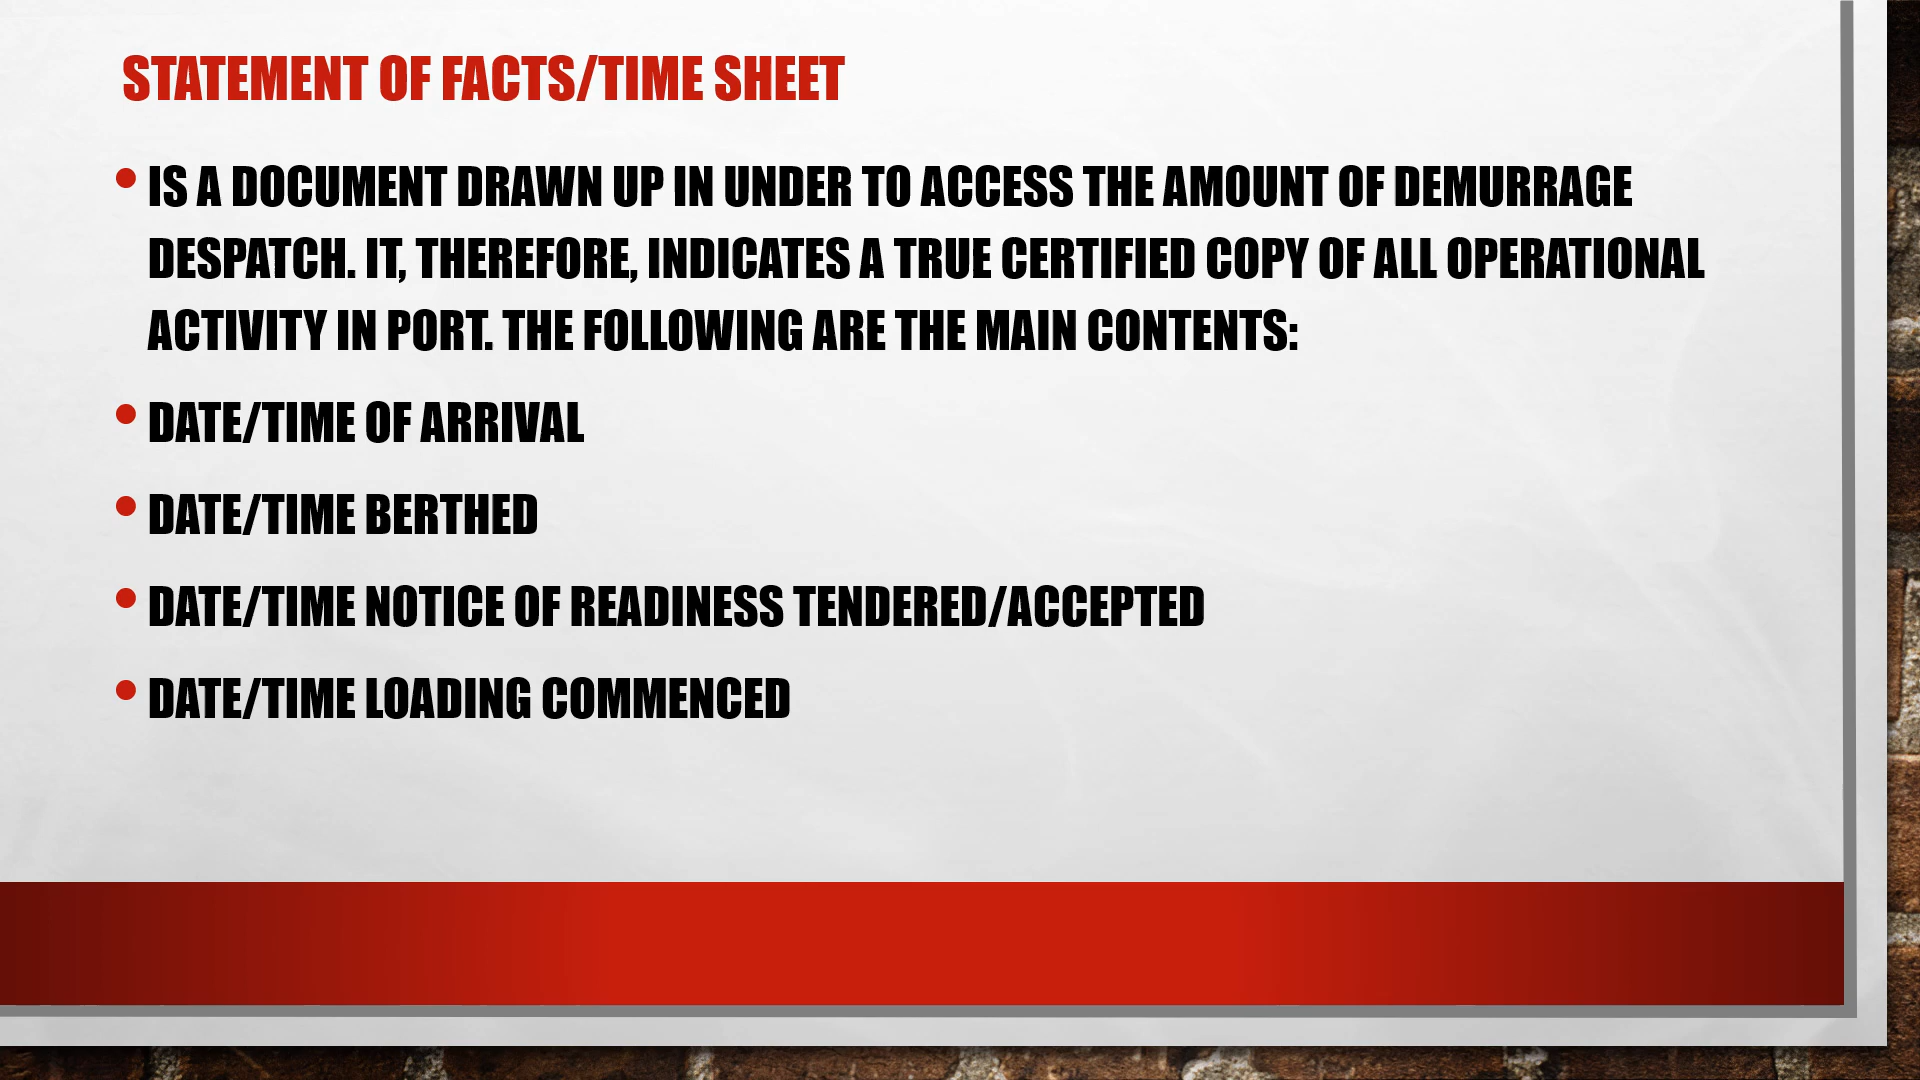 STATEMENT OF FACTS/TIME SHEET
• IS A DOCUMENT DRAWN UP IN UNDER TO ACCESS THE AMOUNT OF DEMURRAGE
DESPATCH. IT, THEREFORE, INDICATES A TRUE CERTIFIED COPY OF ALL OPERATIONAL
ACTIVITY IN PORT. THE FOLLOWING ARE THE MAIN CONTENTS:
• DATE/TIME OF ARRIVAL
• DATE/TIME BERTHED
• DATE/TIME NOTICE OF READINESS TENDERED/ACCEPTED
• DATE/TIME LOADING COMMENCED